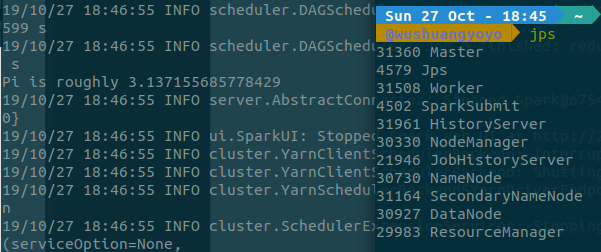 19/10/27 18:46:55 INFO scheduler.DAGSchedu
599 s
19/10/27 18:46:55 INFO scheduler.DAGSchedu
s
Pi is roughly 3.137155685778429
19/10/27 18:46:55 INFO server.AbstractConn
0}
19/10/27 18:46:55 INFO ui.SparkUI: Stoppec
19/10/27 18:46:55 INFO cluster.YarnClientS
19/10/27 18:46:55 INFO cluster.YarnClientS
19/10/27 18:46:55 INFO cluster.YarnSchedul
n
19/10/27 18:46:55 INFO cluster.SchedulerEx
(serviceOption=None,
Sun 27 Oct - 18:45 ~
@wushuangyoyo jps
31360 Master
4579 Jps
31508 Worker
4502 SparkSubmit
31961 HistoryServer
30330 NodeManager
21946 JobHistoryServer
30730 NameNode
31164 SecondaryNameNode
30927 DataNode
29983 ResourceManager